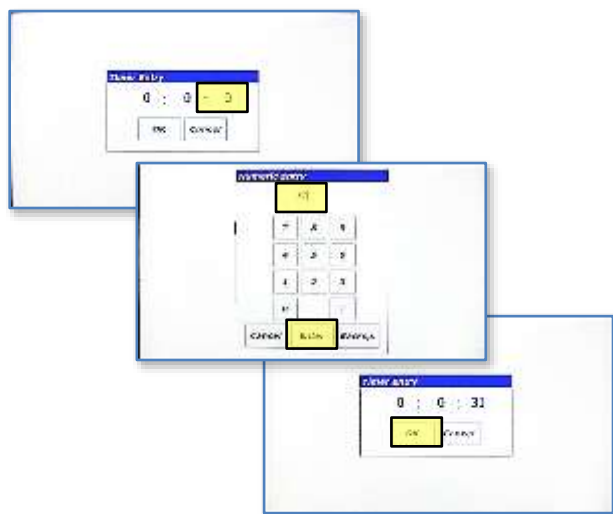 Timer Entry
0 : 0 : 0
OK Cancel
Numeric Entry
7 8 9
4 5 6
1 2 3
0
Cancel Enter
Timer Entry
0 : 0 : 31
OK Cancel